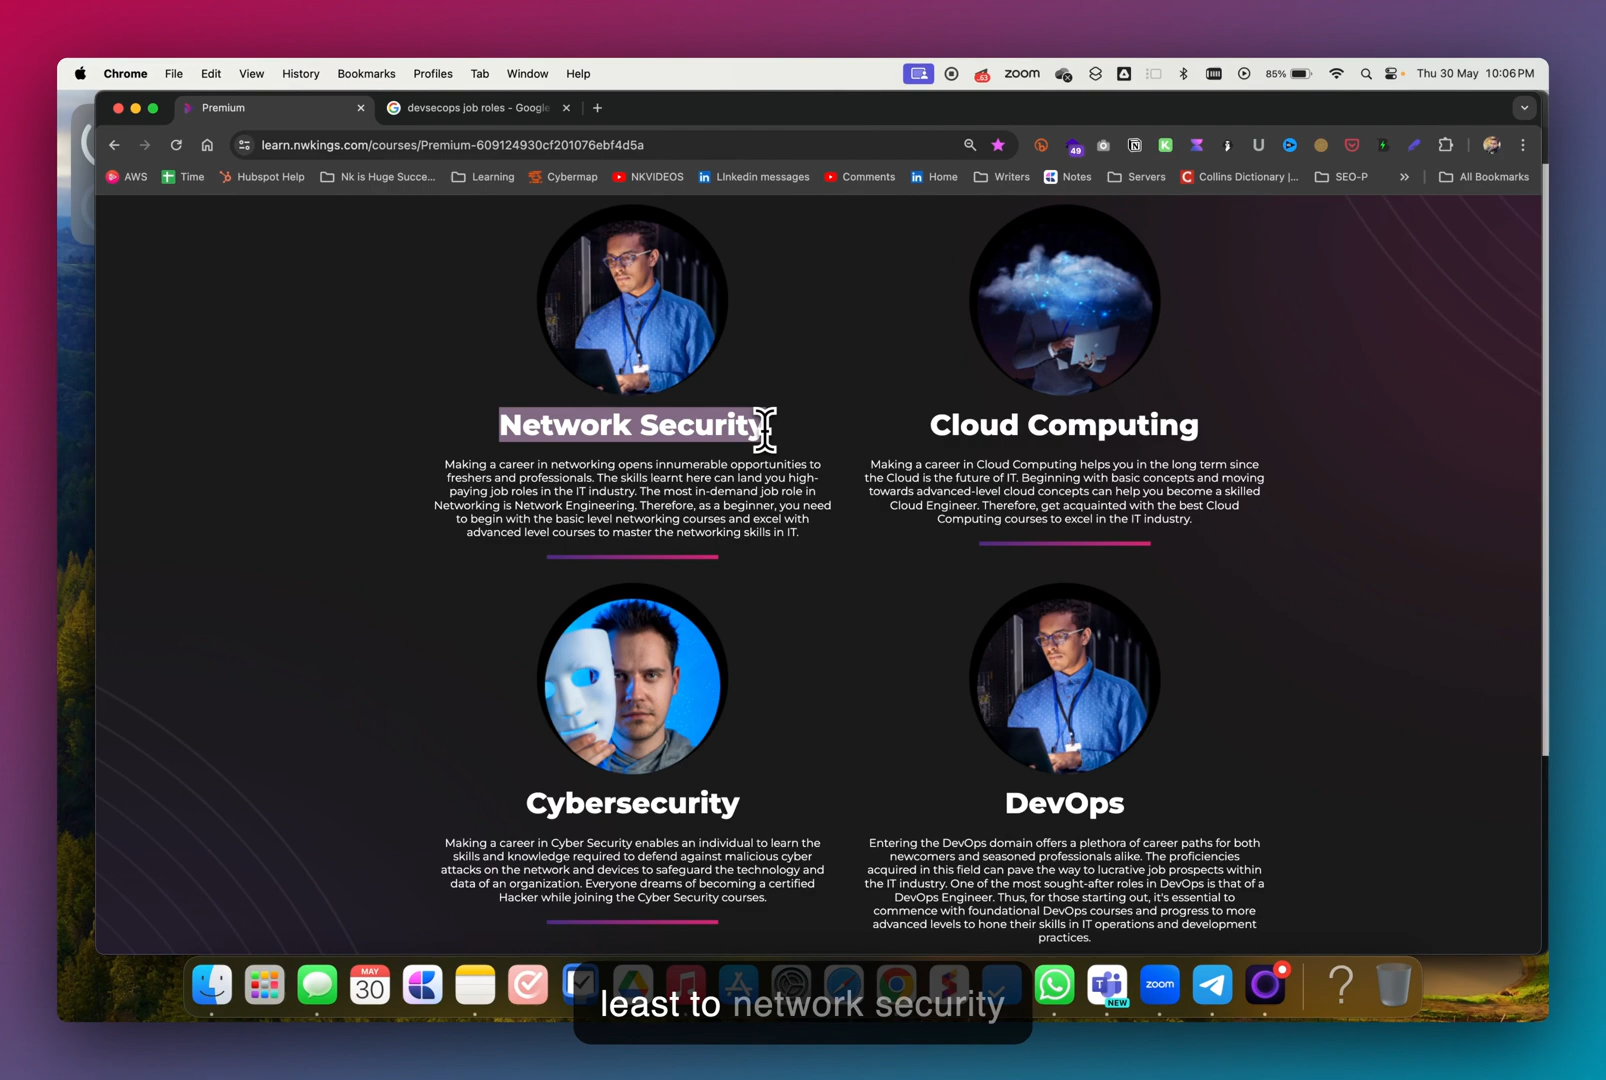 Chrome File Edit View History Bookmarks Profiles Tab Window Help
63 zoom 85% Thu 30 May 10:06 PM
Premium
devsecops job roles - Google
learn.nwkings.com/courses/Premium-609124930cf201076ebf4d5a
49
AWS Time Hubspot Help Nk is Huge Succe... Learning Cybermap NKVIDEOS LInkedin messages Comments Home Writers Notes Servers Collins Dictionary |... SEO-P » All Bookmarks
Network Security
Making a career in networking opens innumerable opportunities to
freshers and professionals. The skills learnt here can land you high-
paying job roles in the IT industry. The most in-demand job role in
Networking is Network Engineering. Therefore, as a beginner, you need
to begin with the basic level networking courses and excel with
advanced level courses to master the networking skills in IT.
Cloud Computing
Making a career in Cloud Computing helps you in the long term since
the Cloud is the future of IT. Beginning with basic concepts and moving
towards advanced-level cloud concepts can help you become a skilled
Cloud Engineer. Therefore, get acquainted with the best Cloud
Computing courses to excel in the IT industry.
Cybersecurity
Making a career in Cyber Security enables an individual to learn the
skills and knowledge required to defend against malicious cyber
attacks on the network and devices to safeguard the technology and
data of an organization. Everyone dreams of becoming a certified
Hacker while joining the Cyber Security courses.
DevOps
Entering the DevOps domain offers a plethora of career paths for both
newcomers and seasoned professionals alike. The proficiencies
acquired in this field can pave the way to lucrative job prospects within
the IT industry. One of the most sought-after roles in DevOps is that of a
DevOps Engineer. Thus, for those starting out, it's essential to
commence with foundational DevOps courses and progress to more
advanced levels to hone their skills in IT operations and development
practices.
MAY
30
NEW
zoom
least to network security